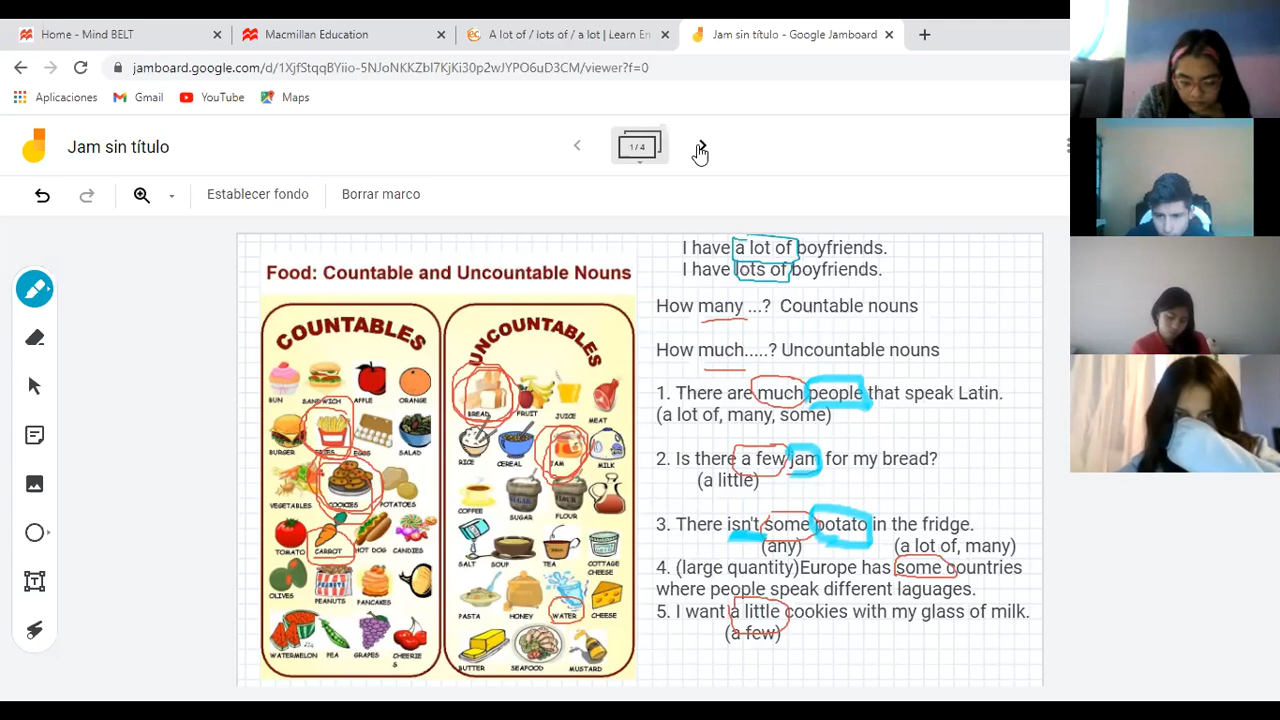 Home - Mind BELT
Macmillan Education
A lot of / lots of / a lot | Learn En
Jam sin título - Google Jamboard
jamboard.google.com/d/1XjfStqqBYiio-5NJoNKKZbl7KjKi30p2wJYPO6uD3CM/viewer?f=0
Aplicaciones
Gmail
YouTube
Maps
Jam sin título
1 / 4
Establecer fondo
Borrar marco
Food: Countable and Uncountable Nouns
COUNTABLES
BUN SANDWICH APPLE ORANGE
BURGER FRIES EGGS SALAD
VEGETABLES COOKIES POTATOES
TOMATO CARROT HOT DOG CANDIES
OLIVES PEANUTS PANCAKES
WATERMELON PEA GRAPES CHERRIE
S
UNCOUNTABLES
BREAD FRUIT JUICE MEAT
RICE CEREAL JAM MILK
COFFEE SUGAR FLOUR
SALT SOUP TEA COTTAGE
CHEESE
PASTA HONEY WATER CHEESE
BUTTER SEAFOOD MUSTARD
I have a lot of boyfriends.
I have lots of boyfriends.
How many ...? Countable nouns
How much.....? Uncountable nouns
1. There are much people that speak Latin.
(a lot of, many, some)
2. Is there a few jam for my bread?
(a little)
3. There isn't some potato in the fridge.
(any) (a lot of, many)
4. (large quantity)Europe has some countries
where people speak different laguages.
5. I want a little cookies with my glass of milk.
(a few)